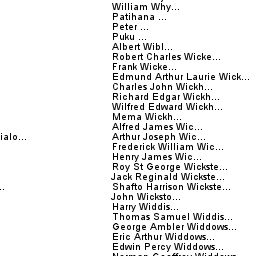 William Why...
Patihana ...
Peter ...
Puku ...
Albert Wibl...
Robert Charles Wicke...
Frank Wicke...
Edmund Arthur Laurie Wick...
Charles John Wickh...
Richard Edgar Wickh...
Wilfred Edward Wickh...
Mema Wickh...
Alfred James Wic...
ialo... Arthur Joseph Wic...
Frederick William Wic...
Henry James Wic...
Roy St George Wickste...
Jack Reginald Wickste...
.. Shafto Harrison Wickste...
John Wicksto...
Harry Widdis...
Thomas Samuel Widdis...
George Ambler Widdows...
Eric Arthur Widdows...
Edwin Percy Widdows...
Norman Geoffrey Widdows...